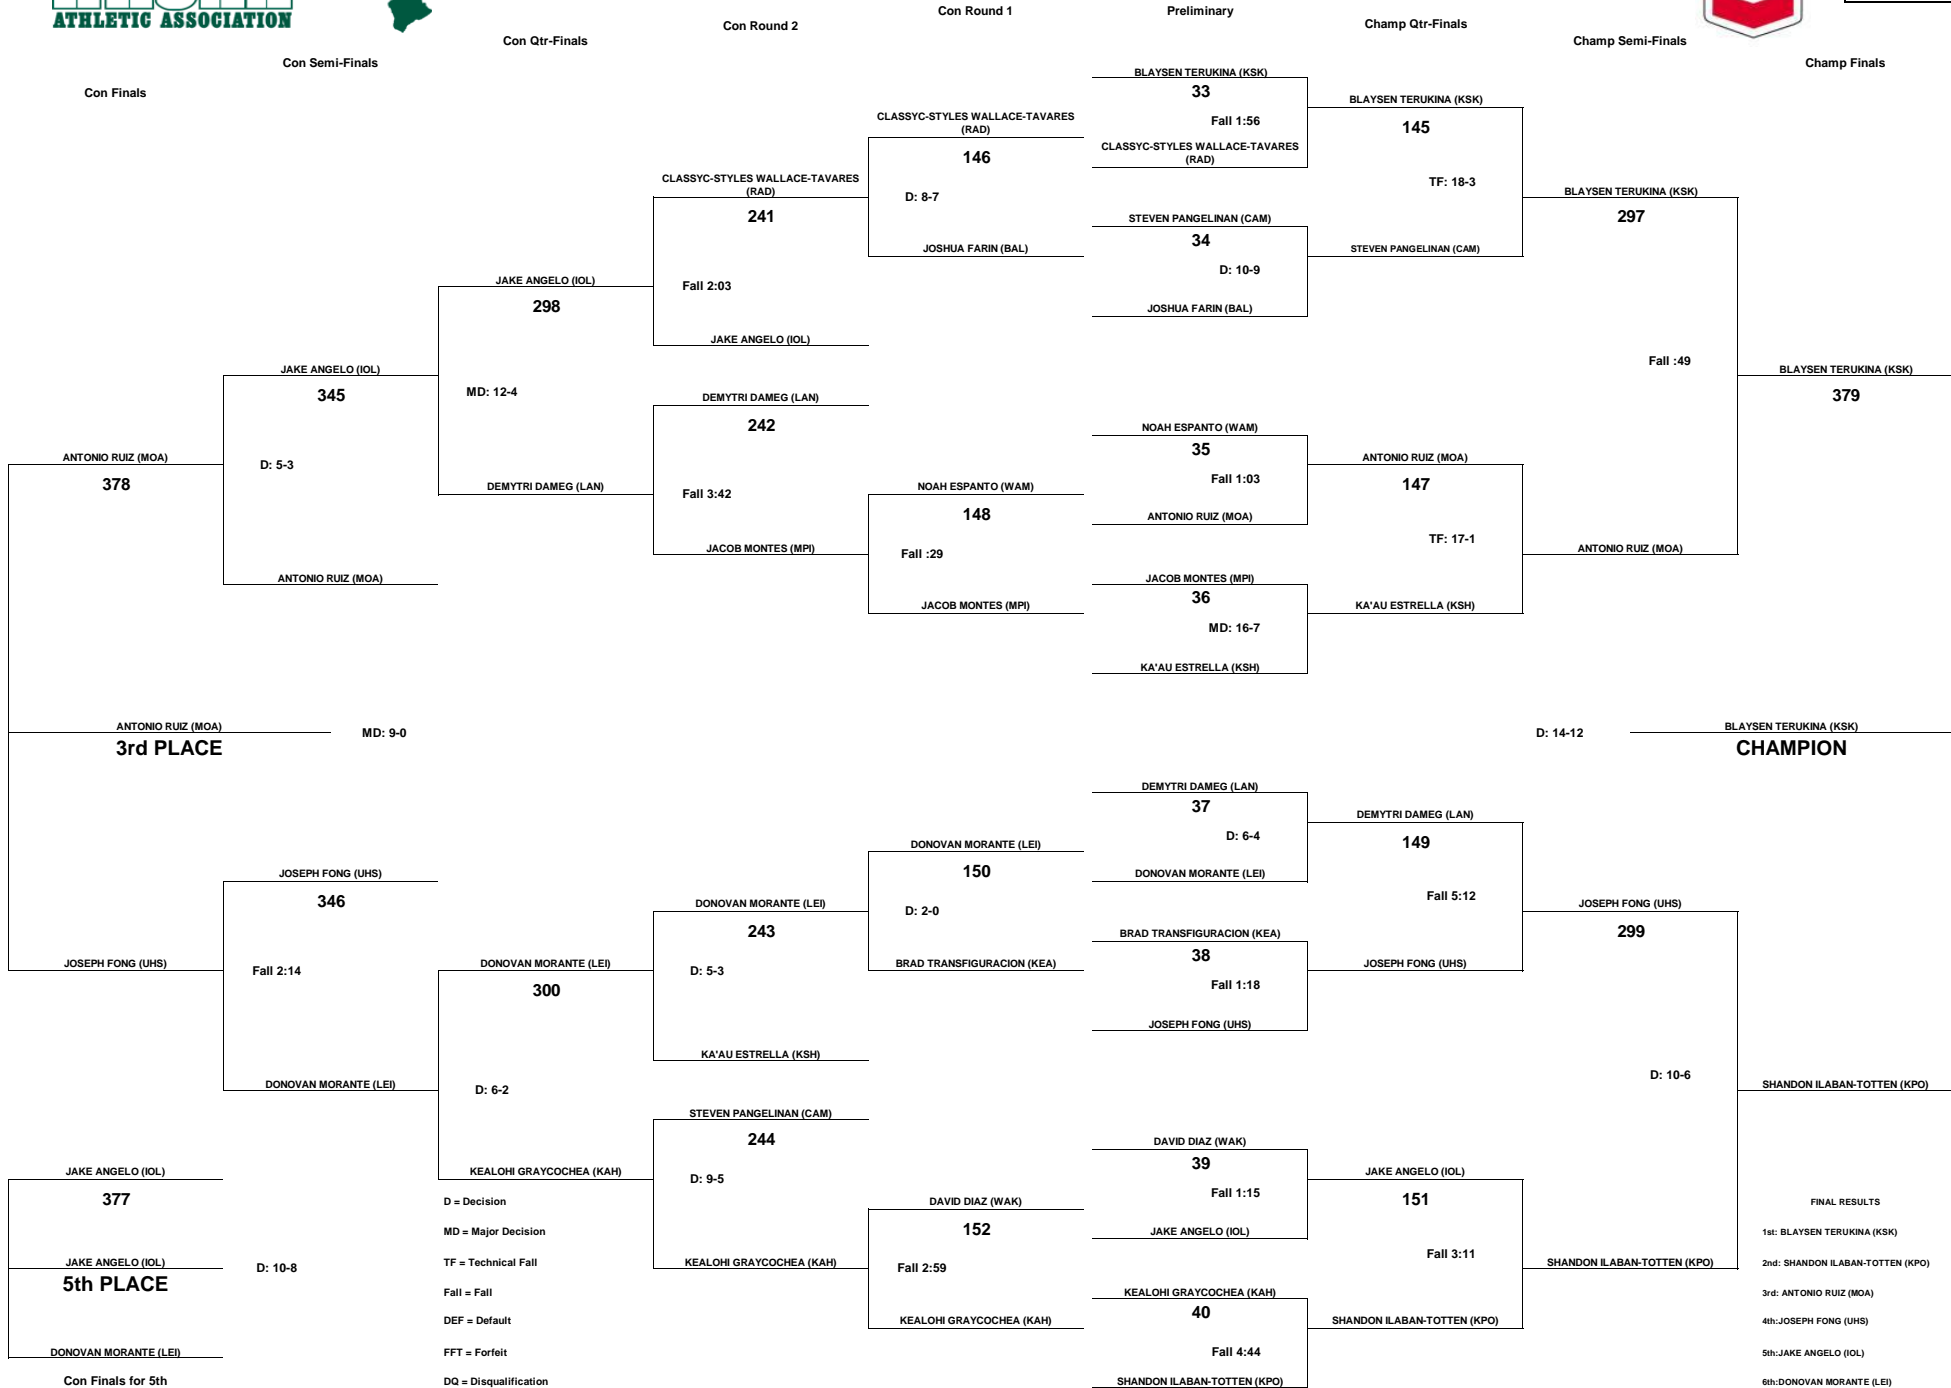 ATHLETIC ASSOCIATION
Con Finals
Con Semi-Finals
Con Qtr-Finals
Con Round 2
Con Round 1
Preliminary
Champ Qtr-Finals
Champ Semi-Finals
Champ Finals
BLAYSEN TERUKINA (KSK)
33
Fall 1:56
CLASSYC-STYLES WALLACE-TAVARES
(RAD)
STEVEN PANGELINAN (CAM)
34
D: 10-9
JOSHUA FARIN (BAL)
NOAH ESPANTO (WAM)
35
Fall 1:03
ANTONIO RUIZ (MOA)
JACOB MONTES (MPI)
36
MD: 16-7
KA'AU ESTRELLA (KSH)
DEMYTRI DAMEG (LAN)
37
D: 6-4
DONOVAN MORANTE (LEI)
BRAD TRANSFIGURACION (KEA)
38
Fall 1:18
JOSEPH FONG (UHS)
DAVID DIAZ (WAK)
39
Fall 1:15
JAKE ANGELO (IOL)
KEALOHI GRAYCOCHEA (KAH)
40
Fall 4:44
SHANDON ILABAN-TOTTEN (KPO)
BLAYSEN TERUKINA (KSK)
145
TF: 18-3
STEVEN PANGELINAN (CAM)
ANTONIO RUIZ (MOA)
147
TF: 17-1
KA'AU ESTRELLA (KSH)
DEMYTRI DAMEG (LAN)
149
Fall 5:12
JOSEPH FONG (UHS)
JAKE ANGELO (IOL)
151
Fall 3:11
SHANDON ILABAN-TOTTEN (KPO)
BLAYSEN TERUKINA (KSK)
297
Fall :49
ANTONIO RUIZ (MOA)
JOSEPH FONG (UHS)
299
D: 10-6
SHANDON ILABAN-TOTTEN (KPO)
BLAYSEN TERUKINA (KSK)
379
D: 14-12
BLAYSEN TERUKINA (KSK)
CHAMPION
SHANDON ILABAN-TOTTEN (KPO)
CLASSYC-STYLES WALLACE-TAVARES
(RAD)
146
D: 8-7
JOSHUA FARIN (BAL)
NOAH ESPANTO (WAM)
148
Fall :29
JACOB MONTES (MPI)
DONOVAN MORANTE (LEI)
150
D: 2-0
BRAD TRANSFIGURACION (KEA)
DAVID DIAZ (WAK)
152
Fall 2:59
KEALOHI GRAYCOCHEA (KAH)
CLASSYC-STYLES WALLACE-TAVARES
(RAD)
241
Fall 2:03
JAKE ANGELO (IOL)
DEMYTRI DAMEG (LAN)
242
Fall 3:42
JACOB MONTES (MPI)
DONOVAN MORANTE (LEI)
243
D: 5-3
KA'AU ESTRELLA (KSH)
STEVEN PANGELINAN (CAM)
244
D: 9-5
KEALOHI GRAYCOCHEA (KAH)
JAKE ANGELO (IOL)
298
MD: 12-4
DEMYTRI DAMEG (LAN)
DONOVAN MORANTE (LEI)
300
D: 6-2
KEALOHI GRAYCOCHEA (KAH)
JAKE ANGELO (IOL)
345
D: 5-3
ANTONIO RUIZ (MOA)
JOSEPH FONG (UHS)
346
Fall 2:14
DONOVAN MORANTE (LEI)
ANTONIO RUIZ (MOA)
378
ANTONIO RUIZ (MOA)
3rd PLACE
MD: 9-0
JOSEPH FONG (UHS)
JAKE ANGELO (IOL)
377
JAKE ANGELO (IOL)
5th PLACE
D: 10-8
DONOVAN MORANTE (LEI)
Con Finals for 5th
D = Decision
MD = Major Decision
TF = Technical Fall
Fall = Fall
DEF = Default
FFT = Forfeit
DQ = Disqualification
FINAL RESULTS
1st: BLAYSEN TERUKINA (KSK)
2nd: SHANDON ILABAN-TOTTEN (KPO)
3rd: ANTONIO RUIZ (MOA)
4th:JOSEPH FONG (UHS)
5th:JAKE ANGELO (IOL)
6th:DONOVAN MORANTE (LEI)